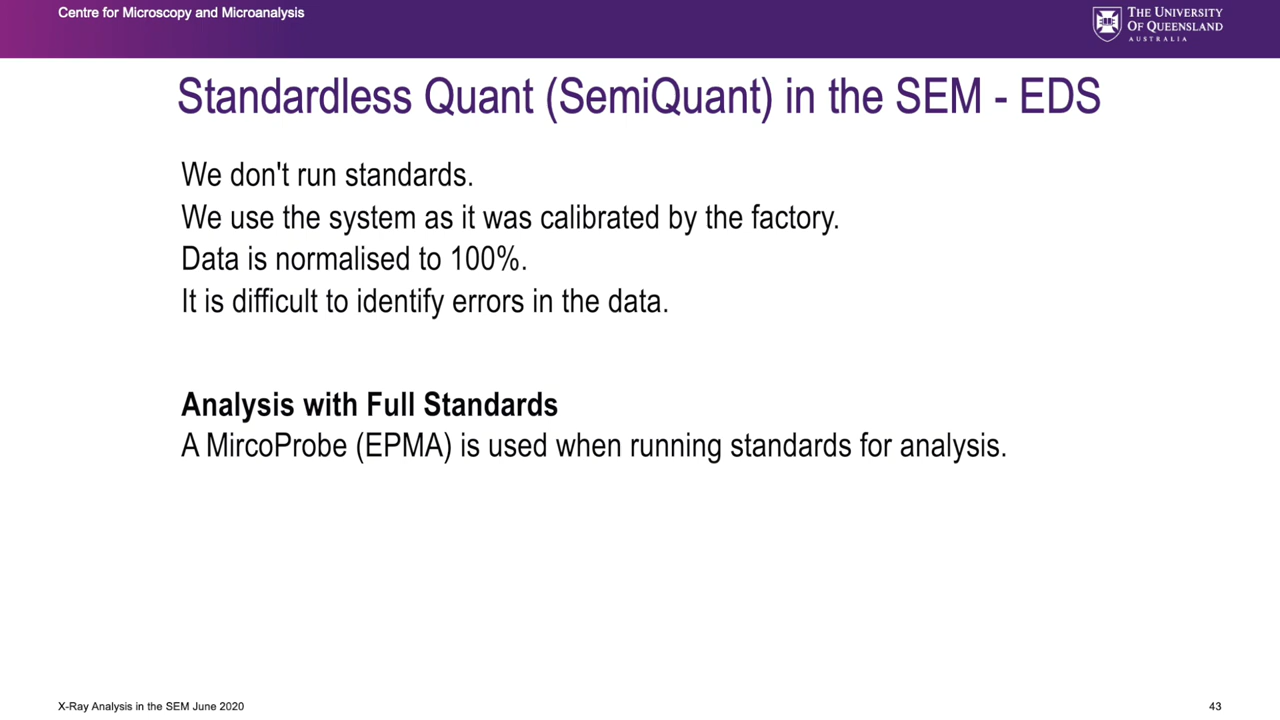 Centre for Microscopy and Microanalysis
THE UNIVERSITY
OF QUEENSLAND
AUSTRALIA
Standardless Quant (SemiQuant) in the SEM - EDS
We don't run standards.
We use the system as it was calibrated by the factory.
Data is normalised to 100%.
It is difficult to identify errors in the data.
Analysis with Full Standards
A MircoProbe (EPMA) is used when running standards for analysis.
X-Ray Analysis in the SEM June 2020
43